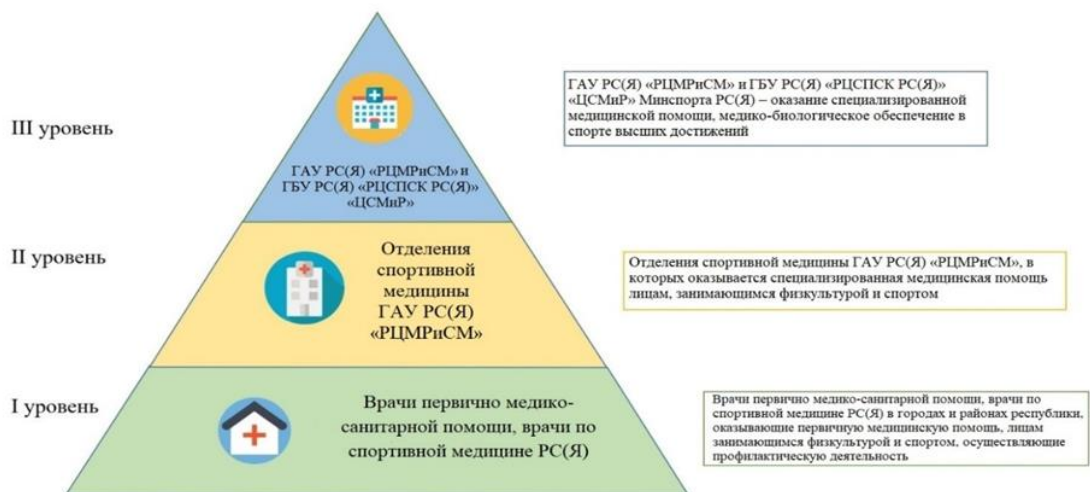 III уровень
ГАУ РС(Я) «РЦМРиСМ» и
ГБУ РС(Я) «РЦСПСК РС(Я)»
«ЦСМиР»
ГАУ РС(Я) «РЦМРиСМ» и ГБУ РС(Я) «РЦСПСК РС(Я)»
«ЦСМиР» Минспорта РС(Я) – оказание специализированной
медицинской помощи, медико-биологическое обеспечение в
спорте высших достижений
II уровень
Отделения
спортивной
медицины
ГАУ РС(Я)
«РЦМРиСМ»
Отделения спортивной медицины ГАУ РС(Я) «РЦМРиСМ», в
которых оказывается специализированная медицинская помощь
лицам, занимающимся физкультурой и спортом
I уровень
Врачи первично медико-
санитарной помощи, врачи по
спортивной медицине РС(Я)
Врачи первично медико-санитарной помощи, врачи по
спортивной медицине РС(Я) в городах и районах республики,
оказывающие первичную медицинскую помощь, лицам
занимающимся физкультурой и спортом, осуществляющие
профилактическую деятельность